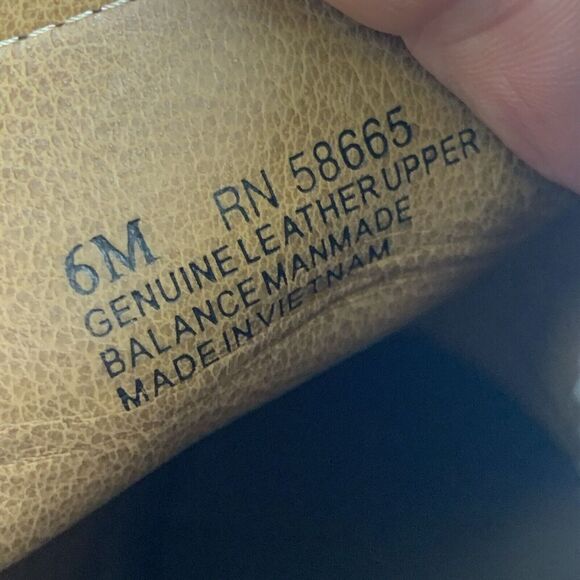 6M RN 58665
GENUINE LEATHER UPPER
BALANCE MANMADE
MADE IN VIETNAM